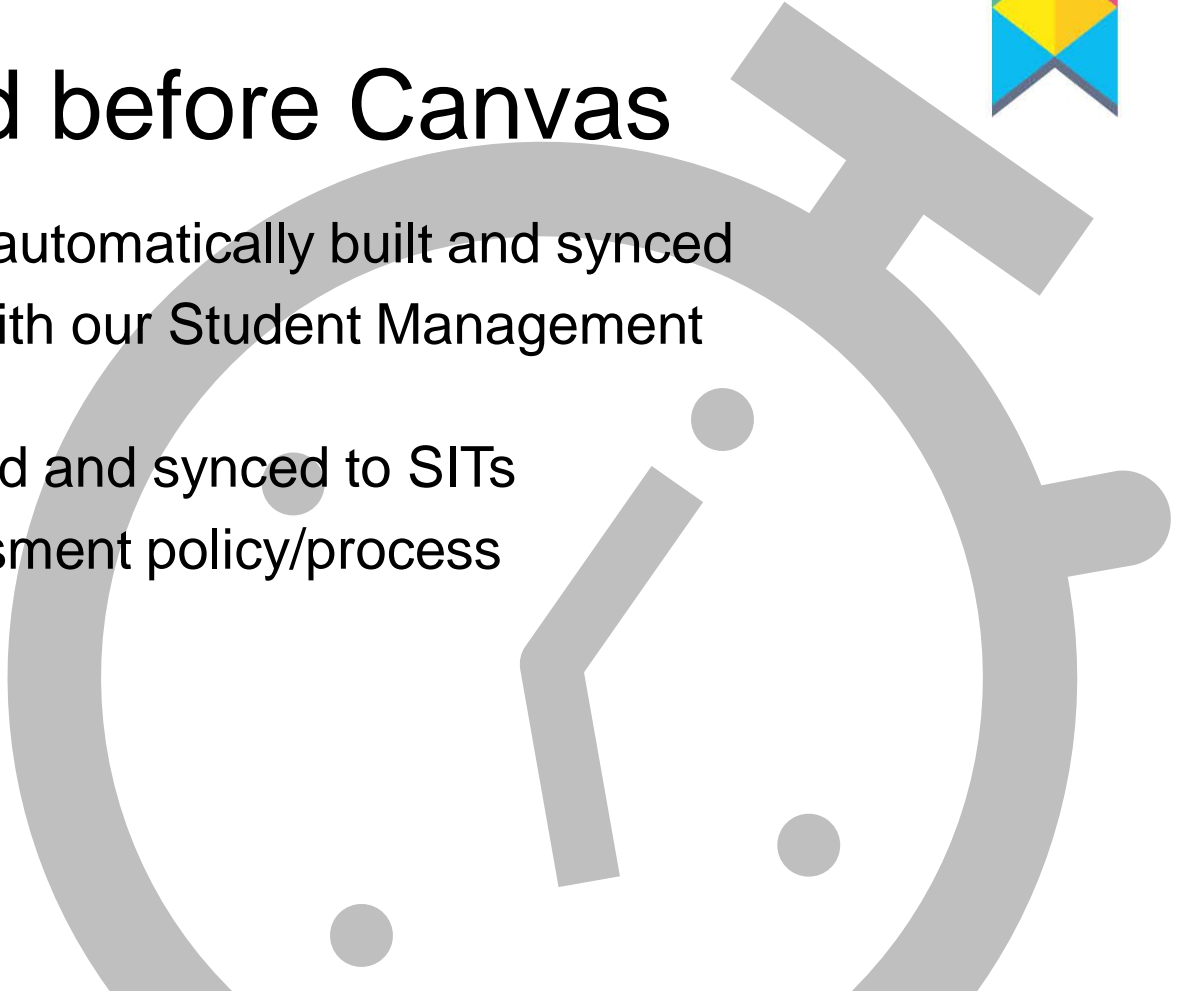 d before Canvas
automatically built and synced
ith our Student Management
d and synced to SITs
sment policy/process